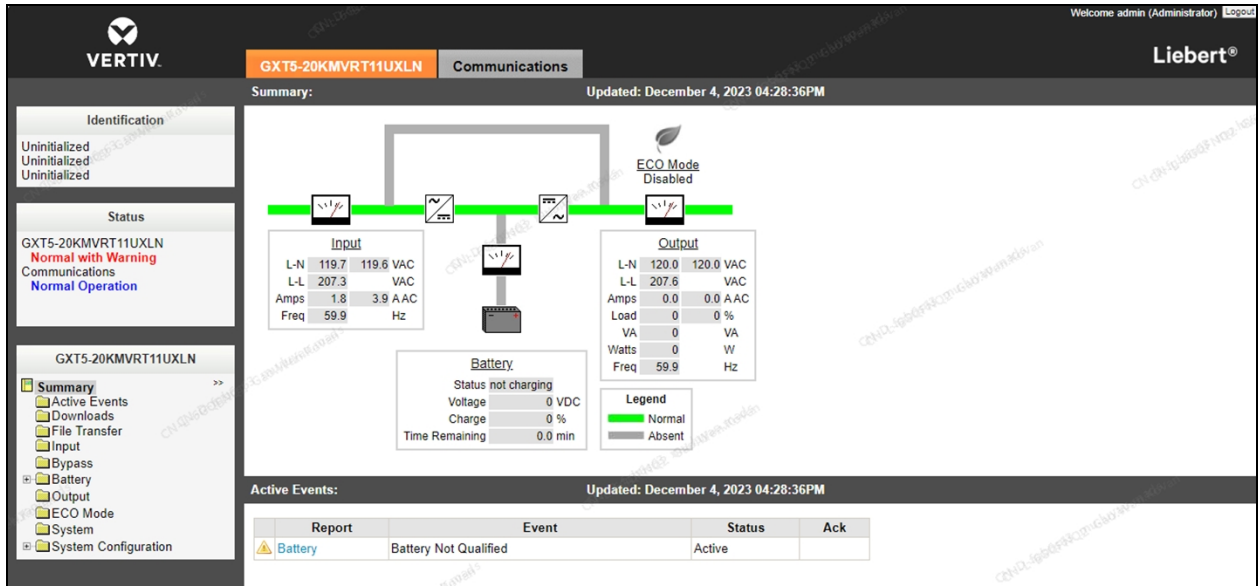 Welcome admin (Administrator) Logout
VERTIV.
Liebert®
GXT5-20KMVRT11UXLN Communications
Summary: Updated: December 4, 2023 04:28:36PM
Identification
Uninitialized
Uninitialized
Uninitialized
Status
GXT5-20KMVRT11UXLN
Normal with Warning
Communications
Normal Operation
GXT5-20KMVRT11UXLN
Summary >>
Active Events
Downloads
File Transfer
Input
Bypass
Battery
Output
ECO Mode
System
System Configuration
ECO Mode
Disabled
Input
L-N 119.7 119.6 VAC
L-L 207.3 VAC
Amps 1.8 3.9 A AC
Freq 59.9 Hz
Output
L-N 120.0 120.0 VAC
L-L 207.6 VAC
Amps 0.0 0.0 A AC
Load 0 0 %
VA 0 VA
Watts 0 W
Freq 59.9 Hz
Battery
Status not charging
Voltage 0 VDC
Charge 0 %
Time Remaining 0.0 min
Legend
Normal
Absent
Active Events: Updated: December 4, 2023 04:28:36PM
Report Event Status Ack
Battery Battery Not Qualified Active